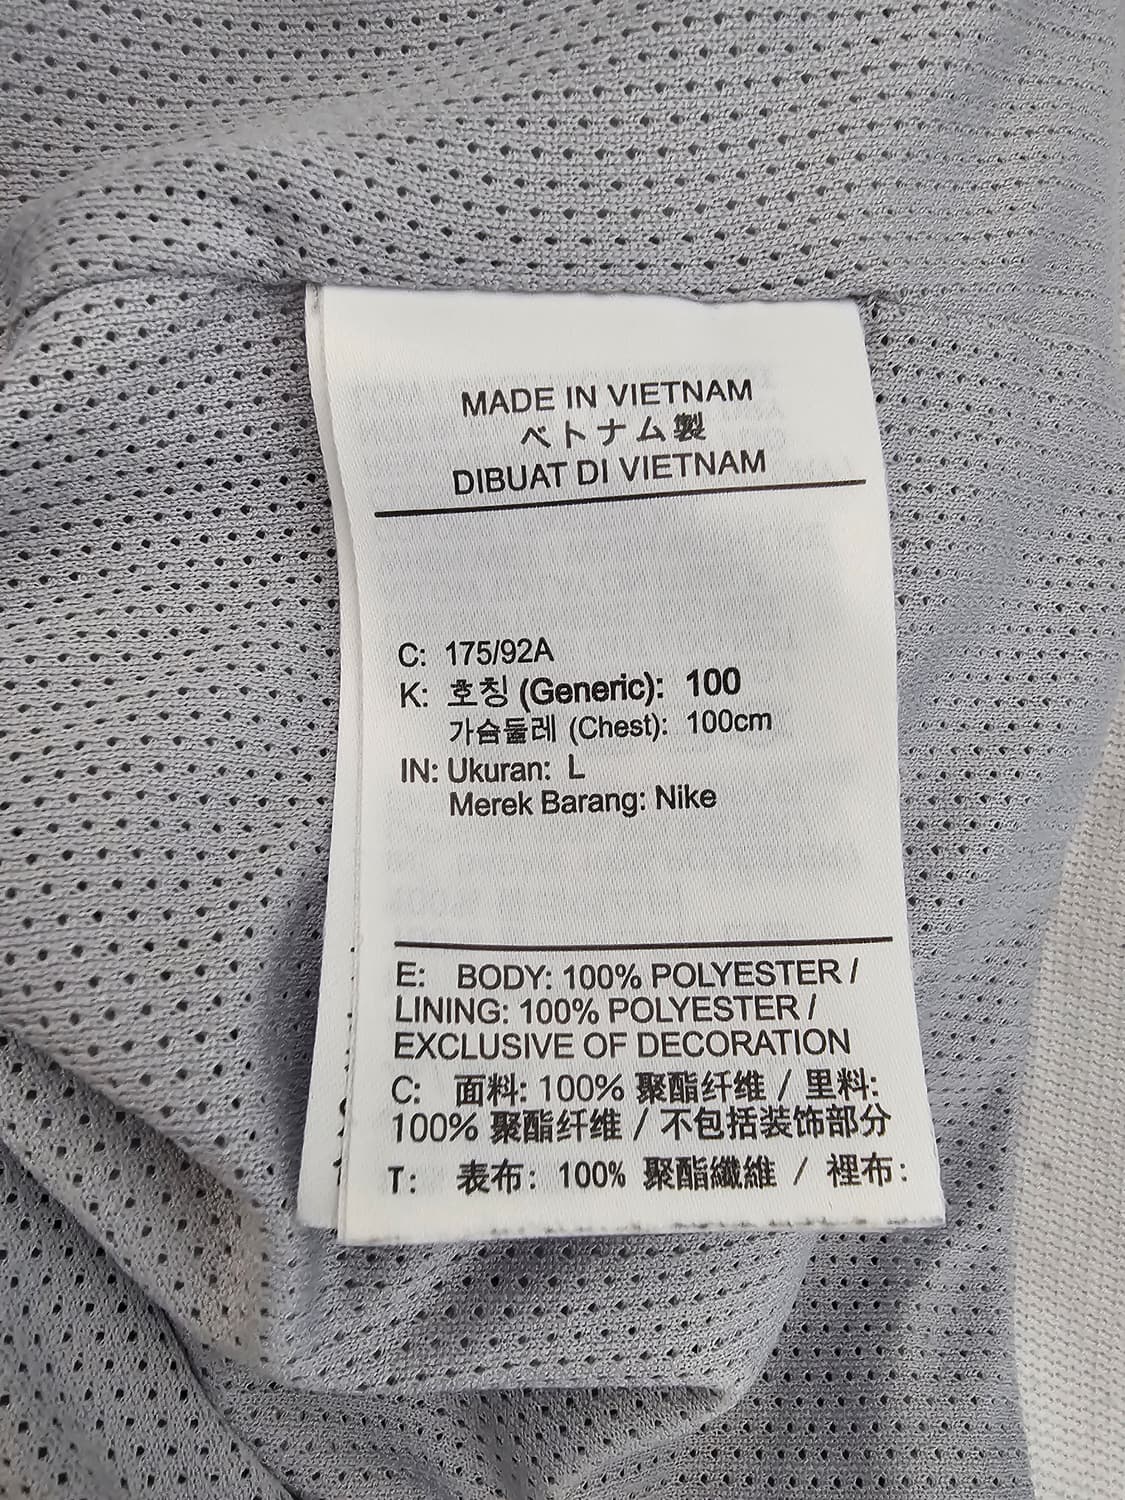 MADE IN VIETNAM
ベトナム製
DIBUAT DI VIETNAM
C: 175/92A
K: 호칭 (Generic): 100
가슴둘레 (Chest): 100cm
IN: Ukuran: L
Merek Barang: Nike
E: BODY: 100% POLYESTER /
LINING: 100% POLYESTER /
EXCLUSIVE OF DECORATION
C: 面料: 100% 聚酯纤维 / 里料:
100% 聚酯纤维 / 不包括装饰部分
T: 表布: 100% 聚酯纖維 / 裡布: